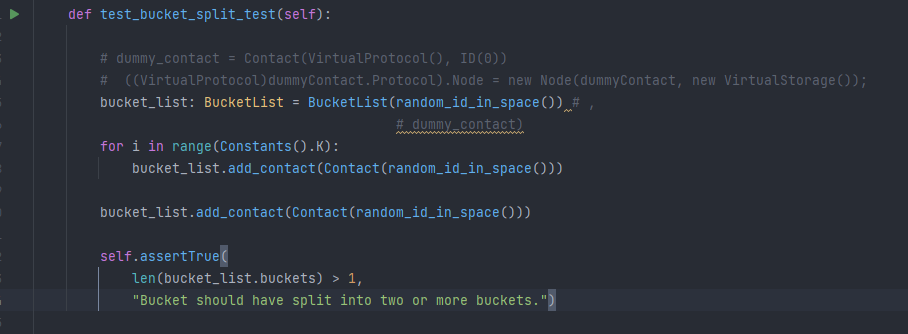 def test_bucket_split_test(self):
# dummy_contact = Contact(VirtualProtocol(), ID(0))
#  ((VirtualProtocol)dummyContact.Protocol).Node = new Node(dummyContact, new VirtualStorage());
bucket_list: BucketList = BucketList(random_id_in_space()) # ,
# dummy_contact)
for i in range(Constants().K):
bucket_list.add_contact(Contact(random_id_in_space()))
bucket_list.add_contact(Contact(random_id_in_space()))
self.assertTrue(
len(bucket_list.buckets) > 1,
"Bucket should have split into two or more buckets.")